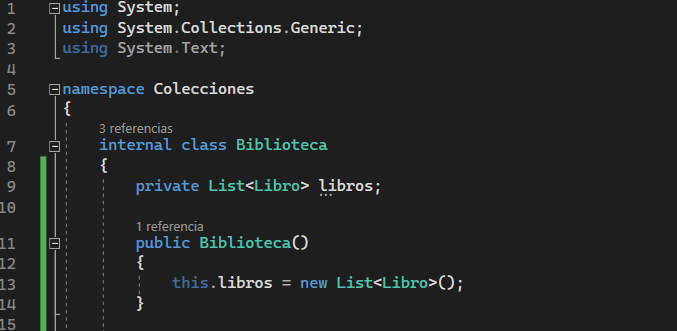 1 using System;
2 using System.Collections.Generic;
3 using System.Text;
4
5 namespace Colecciones
6 {
3 referencias
7 internal class Biblioteca
8 {
9 private List<Libro> libros;
10
1 referencia
11 public Biblioteca()
12 {
13 this.libros = new List<Libro>();
14 }
15